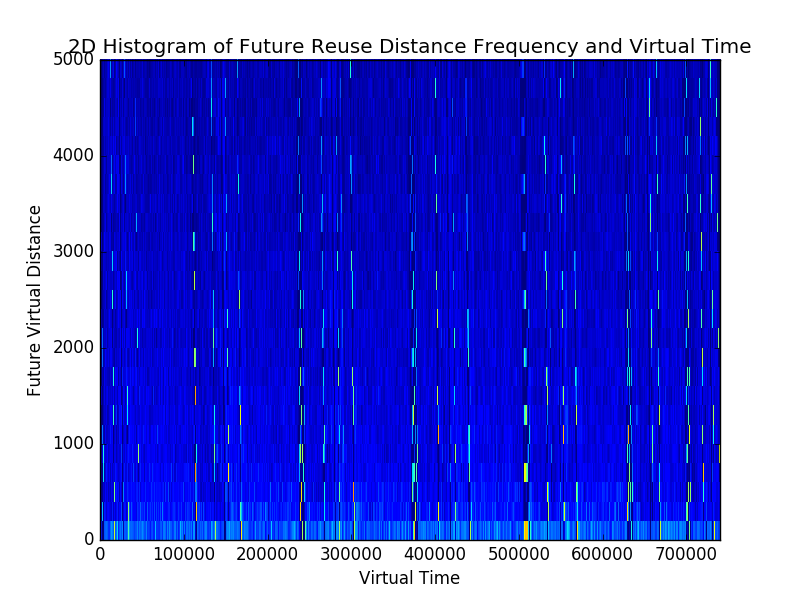 2D Histogram of Future Reuse Distance Frequency and Virtual Time
5000
4000
3000
2000
1000
0
Future Virtual Distance
0 100000 200000 300000 400000 500000 600000 700000
Virtual Time